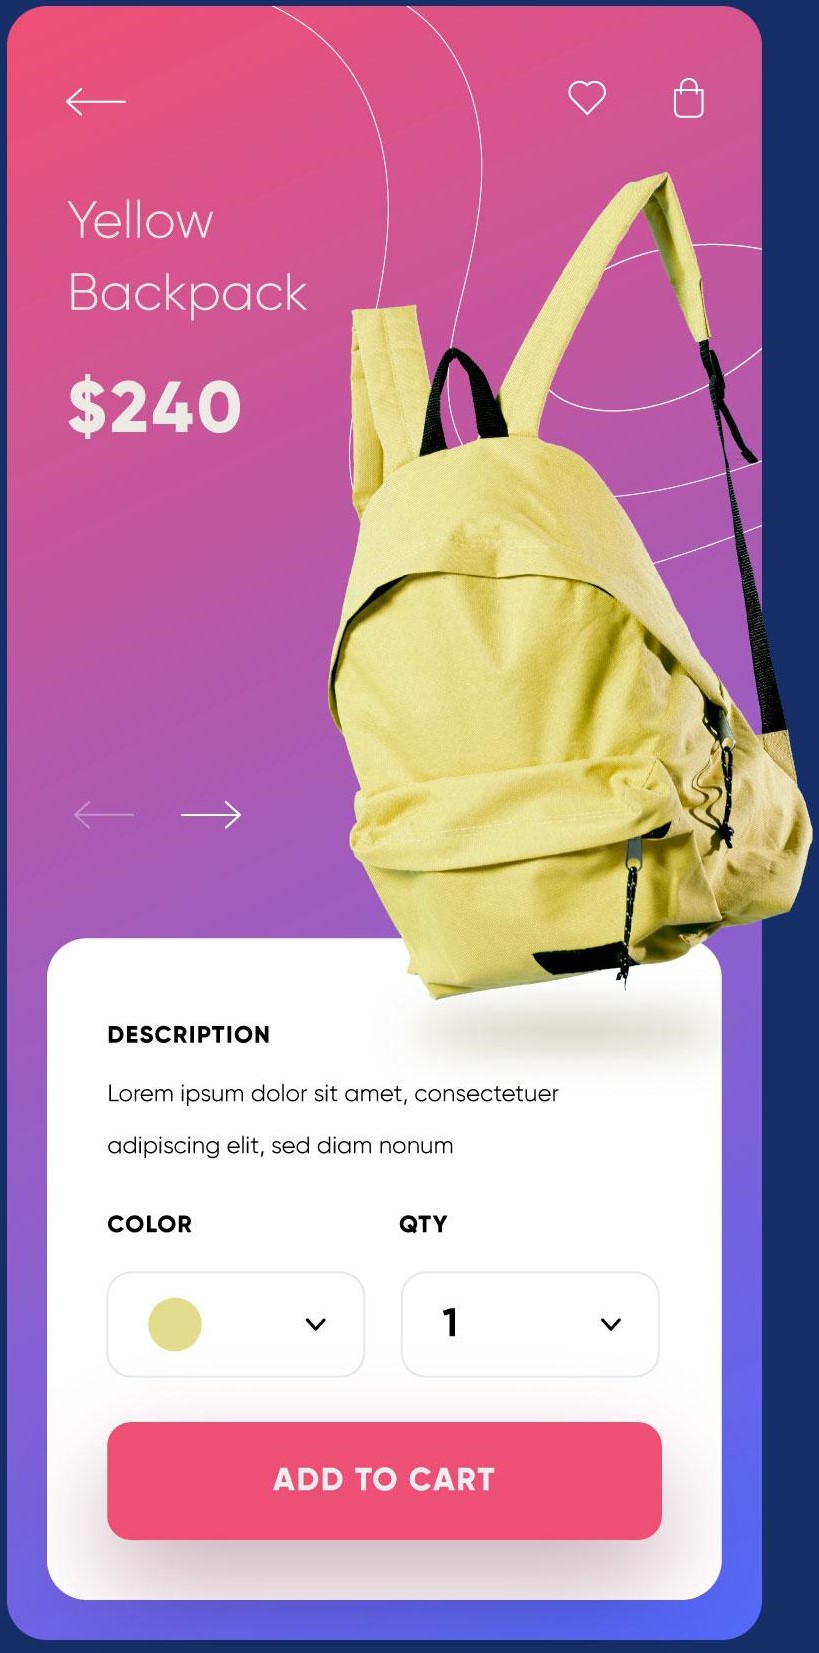 Yellow
Backpack
$240
DESCRIPTION
Lorem ipsum dolor sit amet, consectetuer
adipiscing elit, sed diam nonum
COLOR QTY
1
ADD TO CART